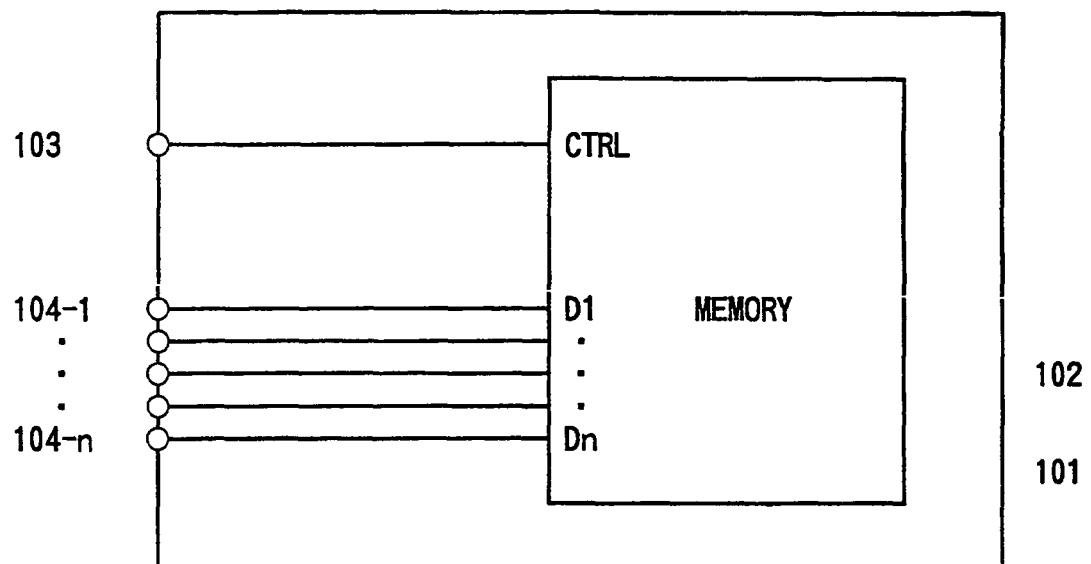 103 CTRL
104-1 D1 MEMORY
. .
. . 102
. .
104-n Dn
101